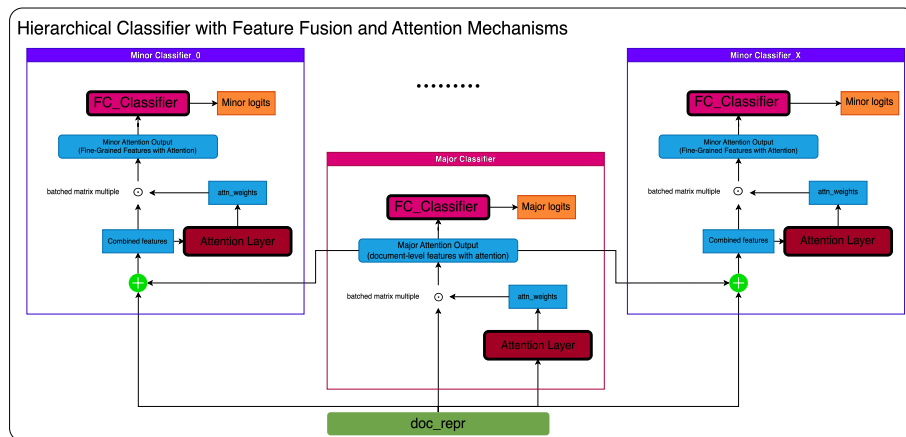 Hierarchical Classifier with Feature Fusion and Attention Mechanisms
Minor Classifier_0
FC_Classifier
Minor logits
Minor Attention Output
(Fine-Grained Features with Attention)
batched matrix multiple
attn_weights
Combined features
Attention Layer
.........
Major Classifier
FC_Classifier
Major logits
Major Attention Output
(document-level features with attention)
batched matrix multiple
attn_weights
Attention Layer
Minor Classifier_X
FC_Classifier
Minor logits
Minor Attention Output
(Fine-Grained Features with Attention)
batched matrix multiple
attn_weights
Combined features
Attention Layer
doc_repr